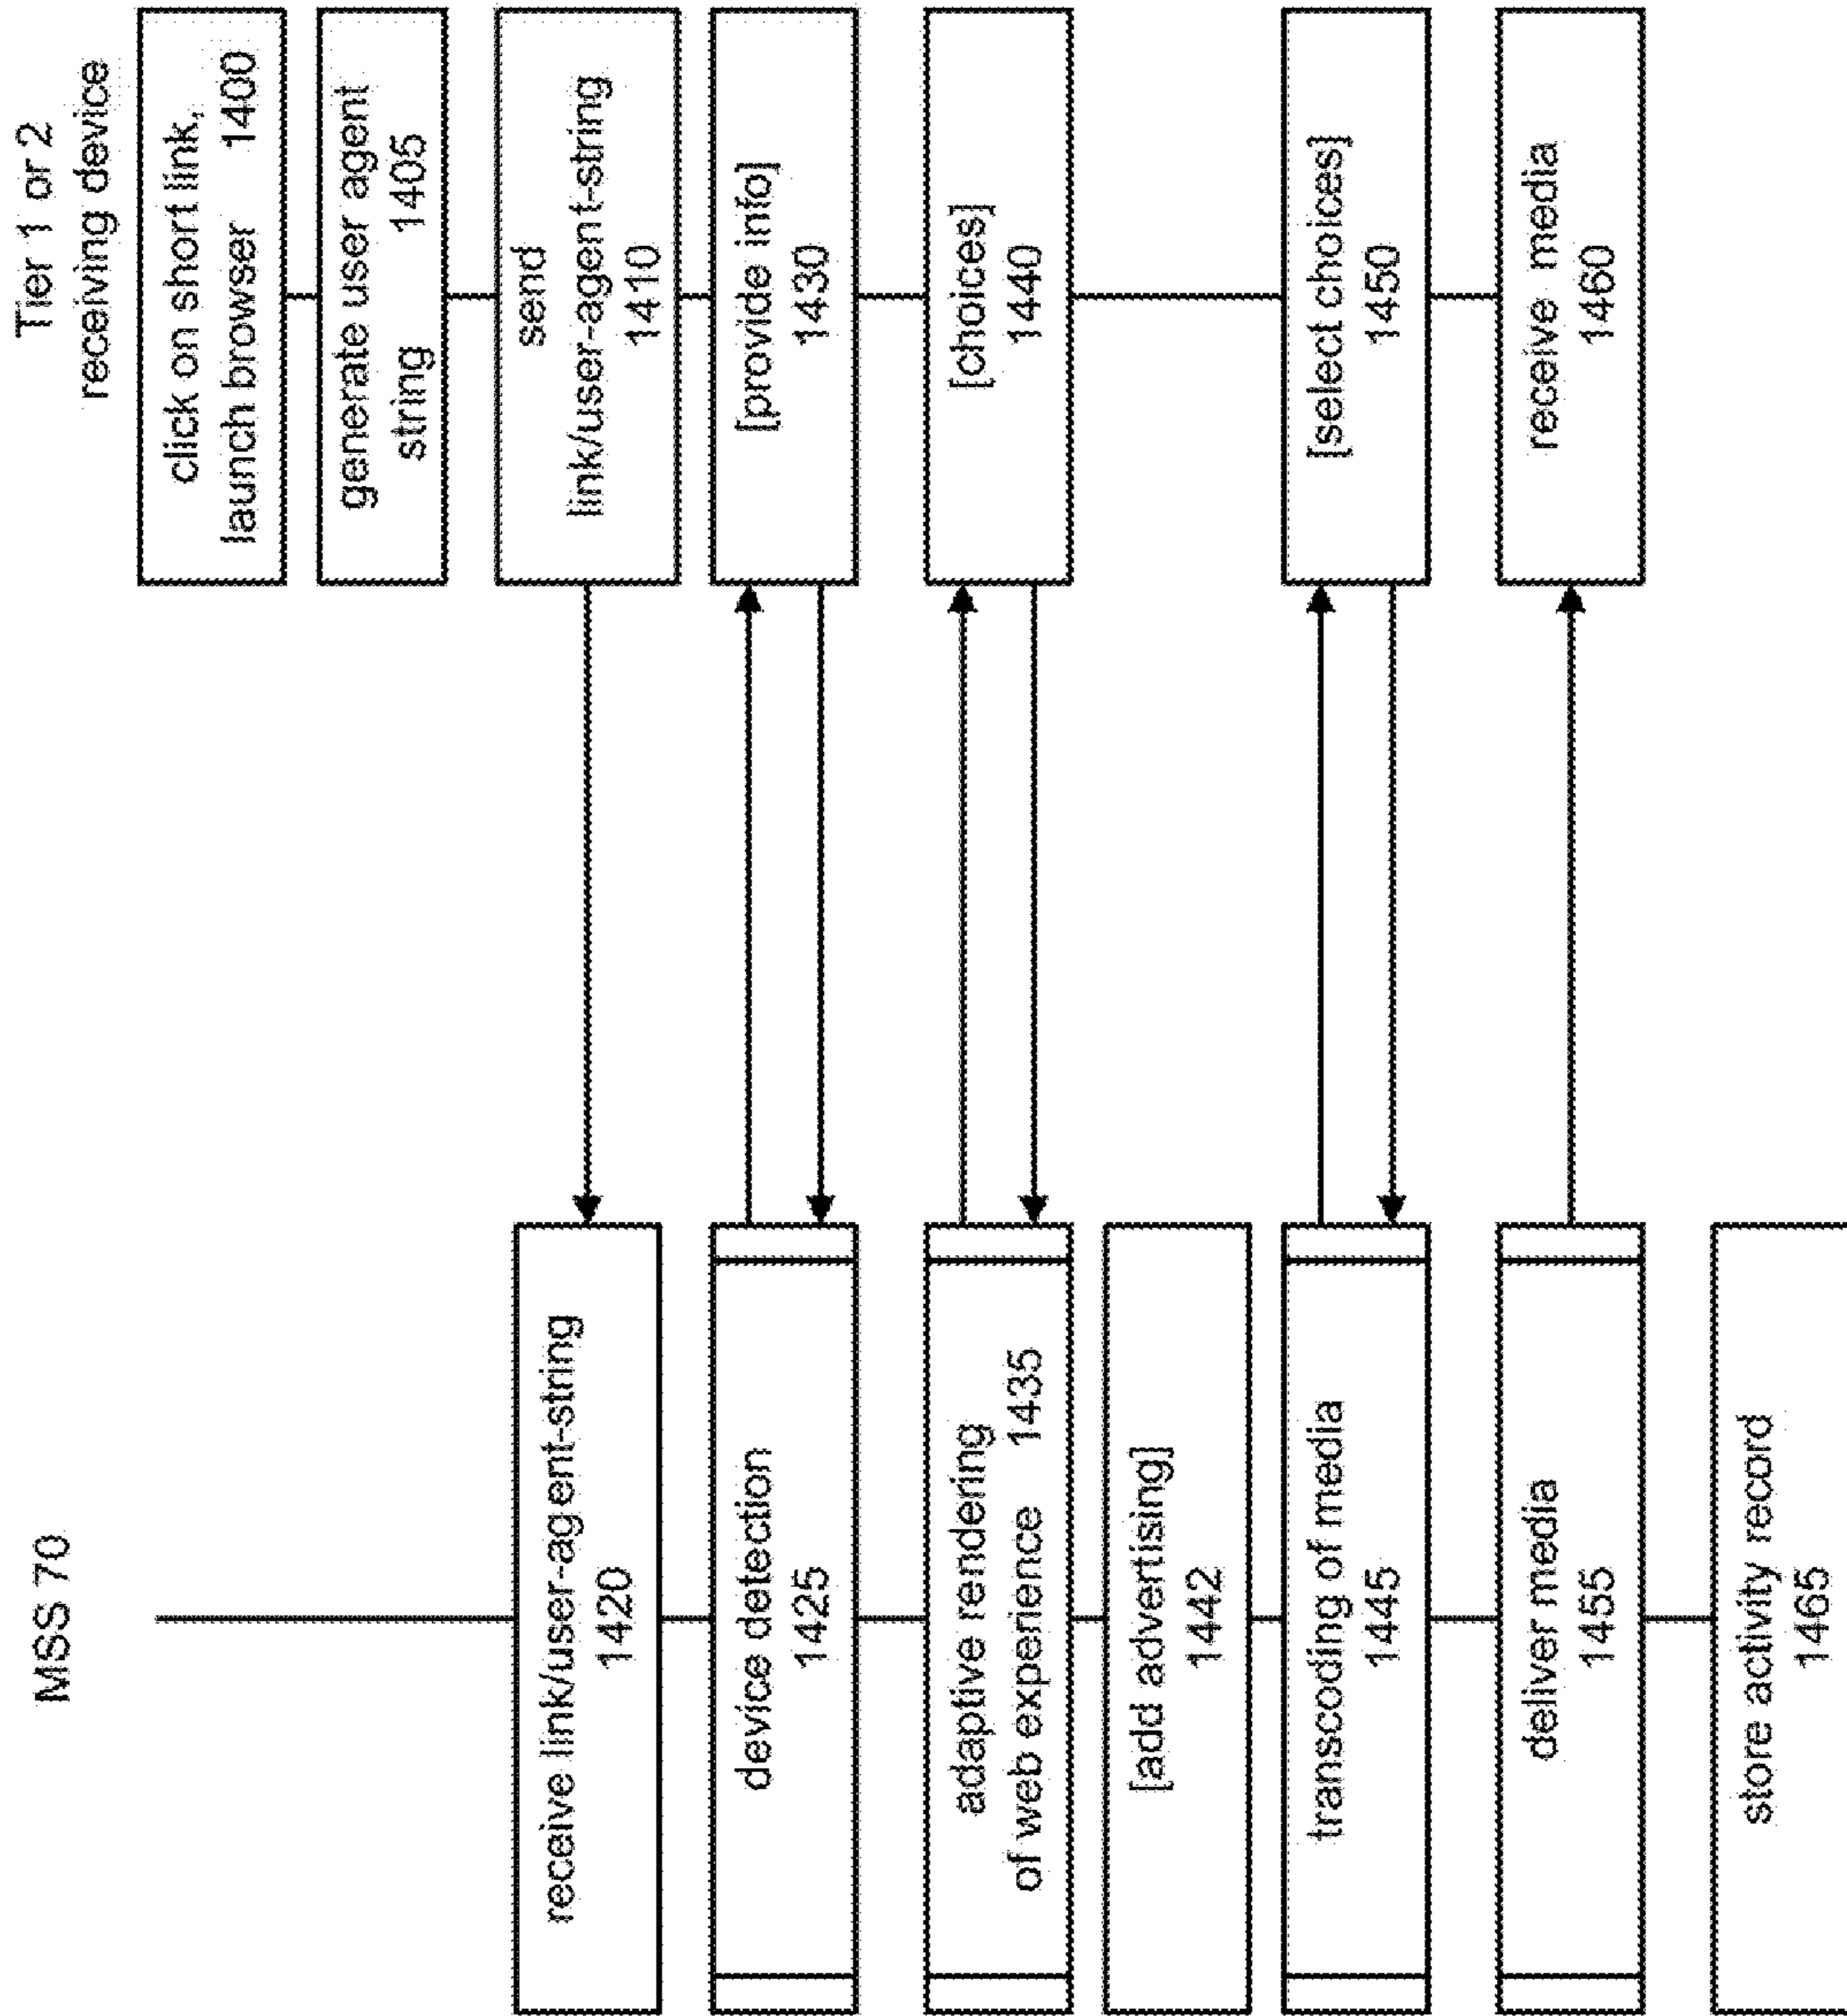 MSS 70
Tier 1 or 2
receiving device
click on short link,
launch browser 1400
generate user agent
string 1405
send
link/user-agent-string
1410
receive link/user-agent-string
1420
device detection
1425
[provide info]
1430
adaptive rendering
of web experience 1435
[choices]
1440
[add advertising]
1442
transcoding of media
1445
[select choices]
1450
deliver media
1455
receive media
1460
store activity record
1465